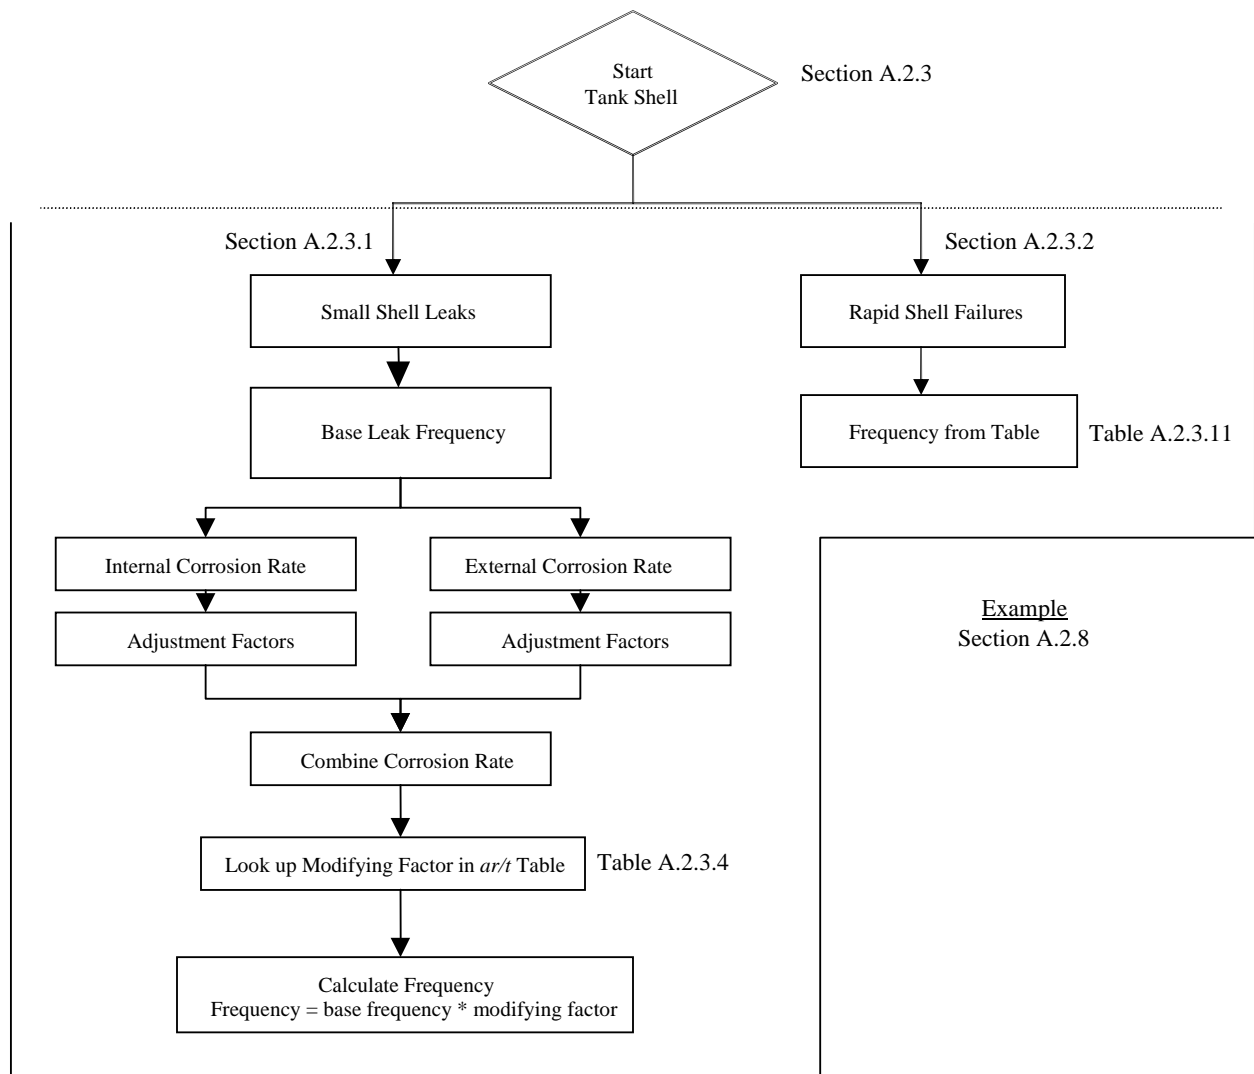 Start
Tank Shell
Section A.2.3
Section A.2.3.1
Section A.2.3.2
Small Shell Leaks
Rapid Shell Failures
Base Leak Frequency
Frequency from Table
Table A.2.3.11
Internal Corrosion Rate
External Corrosion Rate
Adjustment Factors
Adjustment Factors
Example
Section A.2.8
Combine Corrosion Rate
Look up Modifying Factor in ar/t Table
Table A.2.3.4
Calculate Frequency
Frequency = base frequency * modifying factor